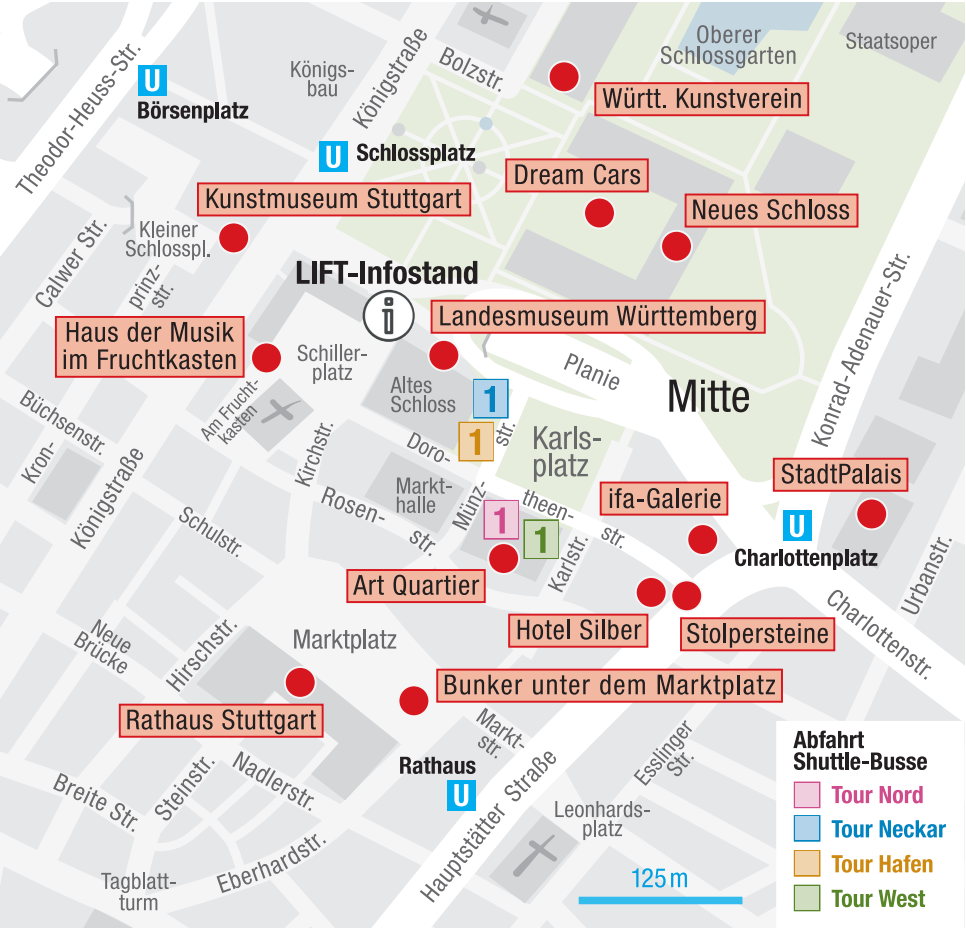 Oberer
Schlossgarten
Staatsoper
Theodor-Heuss-Str.
U
Börsenplatz
Königs-
bau
Königstraße
Bolzstr.
Württ. Kunstverein
U Schlossplatz
Dream Cars
Kunstmuseum Stuttgart
Neues Schloss
Calwer Str.
Kleiner
Schlosspl.
prinz-
str.
LIFT-Infostand
i
Landesmuseum Württemberg
Konrad-Adenauer-Str.
Haus der Musik
im Fruchtkasten
Schiller-
platz
Planie
Altes
Schloss
1
Mitte
Büchsenstr.
Am Frucht-
kasten
Kirchstr.
Doro-
1
str.
Karls-
platz
Kron-
Königstraße
Markt-
halle
Münz-
theen-
str.
ifa-Galerie
StadtPalais
Rosen-
str.
Schulstr.
1
1
Karlstr.
U
Charlottenplatz
Urbanstr.
Art Quartier
Hotel Silber
Stolpersteine
Charlottenstr.
Neue
Brücke
Hirschstr.
Marktplatz
Bunker unter dem Marktplatz
Rathaus Stuttgart
Markt-
str.
Rathaus
U
Hauptstätter Straße
Esslinger
Str.
Breite Str.
Steinstr.
Nadlerstr.
Eberhardstr.
Leonhards-
platz
Tagblatt-
turm
125 m
Abfahrt
Shuttle-Busse
Tour Nord
Tour Neckar
Tour Hafen
Tour West